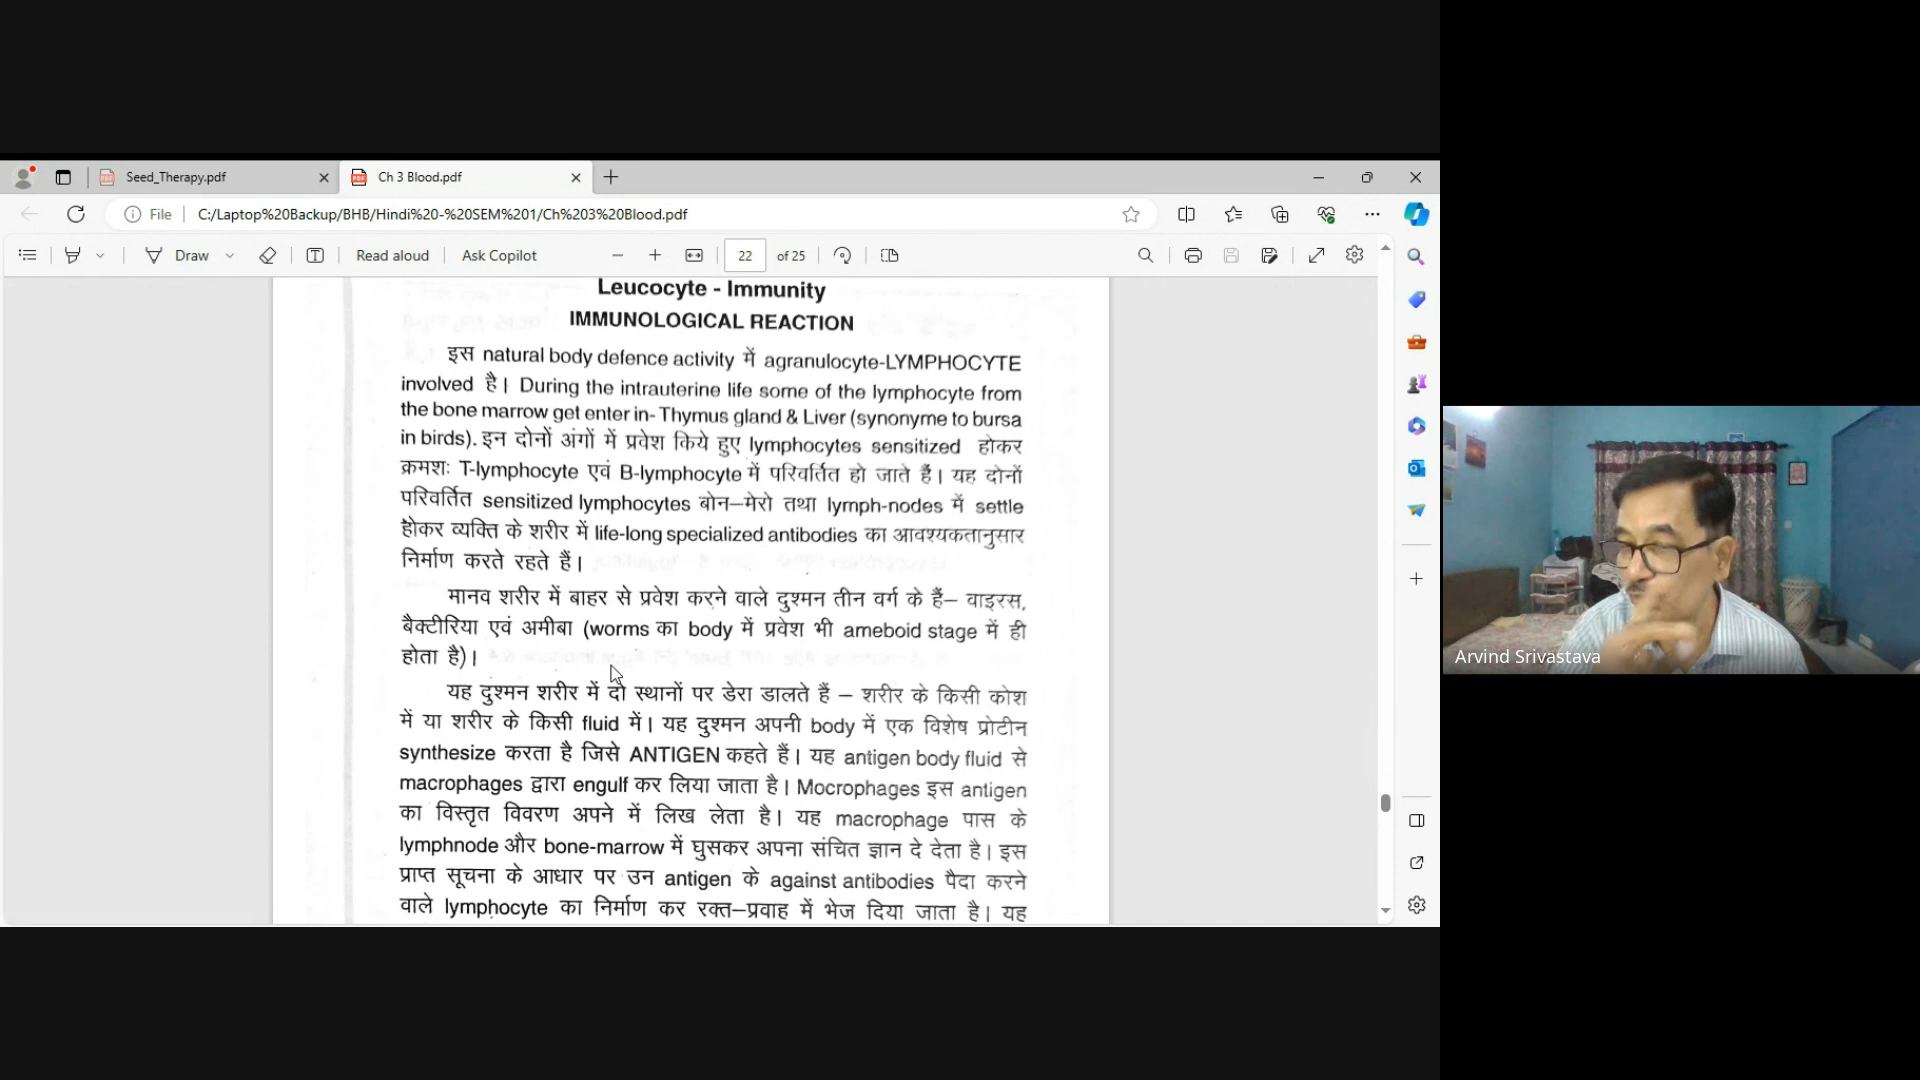 Seed_Therapy.pdf
Ch 3 Blood.pdf
File
C:/Laptop%20Backup/BHB/Hindi%20-%20SEM%201/Ch%203%20Blood.pdf
Draw
Read aloud
Ask Copilot
22
of 25
Leucocyte - Immunity
IMMUNOLOGICAL REACTION
इस natural body defence activity में agranulocyte-LYMPHOCYTE
involved है। During the intrauterine life some of the lymphocyte from
the bone marrow get enter in- Thymus gland & Liver (synonyme to bursa
in birds). इन दोनों अंगों में प्रवेश किये हुए lymphocytes sensitized होकर
क्रमशः T-lymphocyte एवं B-lymphocyte में परिवर्तित हो जाते हैं। यह दोनों
परिवर्तित sensitized lymphocytes बोन–मेरो तथा lymph-nodes में settle
होकर व्यक्ति के शरीर में life-long specialized antibodies का आवश्यकतानुसार
निर्माण करते रहते हैं।
मानव शरीर में बाहर से प्रवेश करने वाले दुश्मन तीन वर्ग के हैं– वाइरस,
बैक्टीरिया एवं अमीबा (worms का body में प्रवेश भी ameboid stage में ही
होता है)।
यह दुश्मन शरीर में दो स्थानों पर डेरा डालते हैं – शरीर के किसी कोश
में या शरीर के किसी fluid में। यह दुश्मन अपनी body में एक विशेष प्रोटीन
synthesize करता है जिसे ANTIGEN कहते हैं। यह antigen body fluid से
macrophages द्वारा engulf कर लिया जाता है। Mocrophages इस antigen
का विस्तृत विवरण अपने में लिख लेता है। यह macrophage पास के
lymphnode और bone-marrow में घुसकर अपना संचित ज्ञान दे देता है। इस
प्राप्त सूचना के आधार पर उन antigen के against antibodies पैदा करने
वाले lymphocyte का निर्माण कर रक्त–प्रवाह में भेज दिया जाता है। यह
Arvind Srivastava